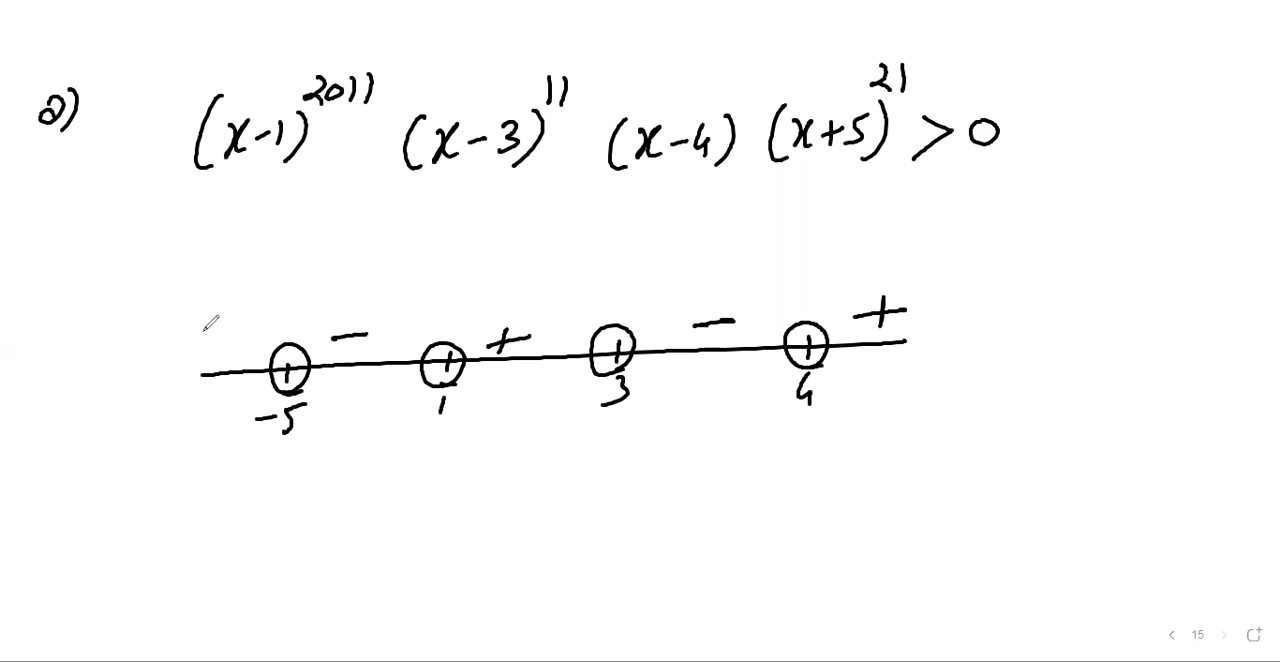 a) (x-1)^2011 (x-3)^11 (x-4) (x+5)^21 > 0
- + - +
-5 1 3 4
15